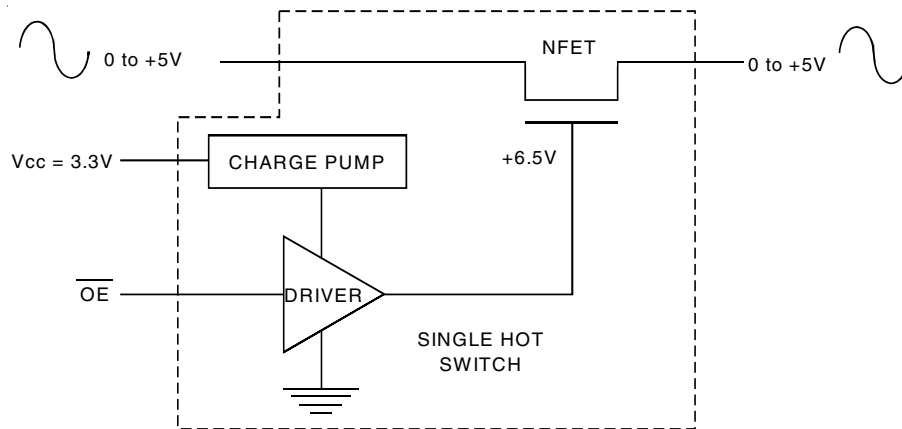 NFET
0 to +5V
0 to +5V
Vcc = 3.3V
CHARGE PUMP
+6.5V
OE
DRIVER
SINGLE HOT
SWITCH